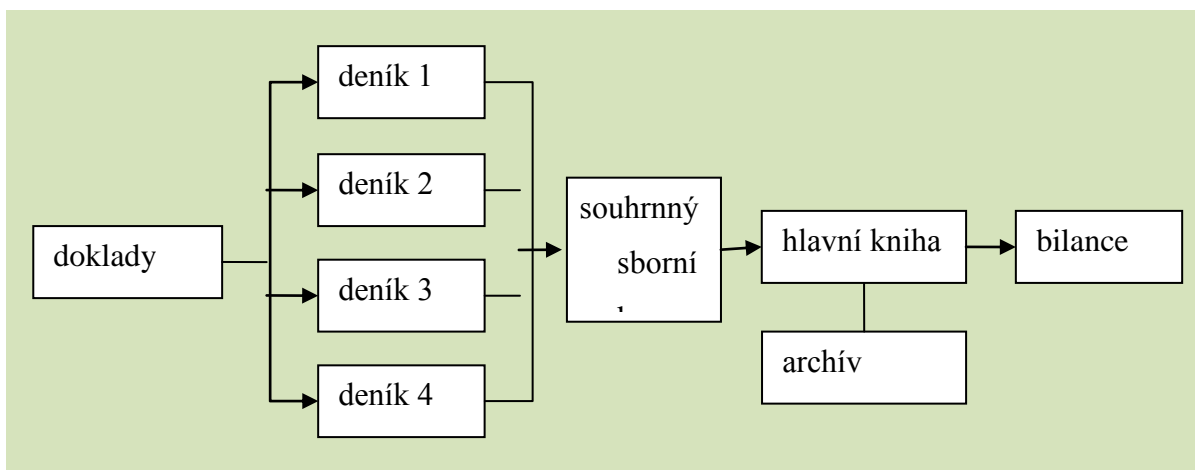 doklady
deník 1
deník 2
deník 3
deník 4
souhrnný
sborní
hlavní kniha
archív
bilance